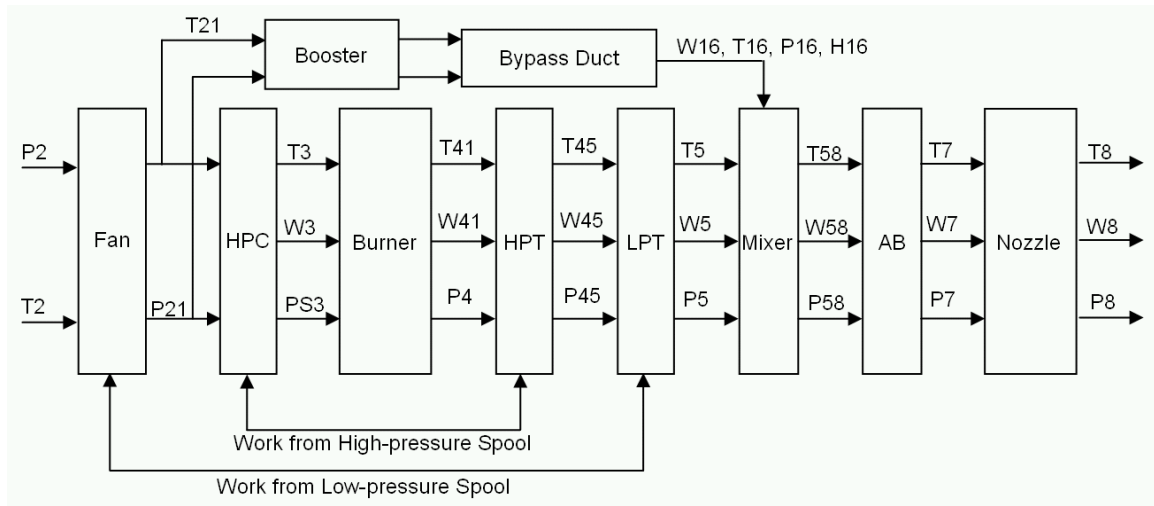 T21
Booster
Bypass Duct
W16, T16, P16, H16
P2
T3
T41
T45
T5
T58
T7
T8
Fan
HPC
W3
Burner
W41
HPT
W45
LPT
W5
Mixer
W58
AB
W7
Nozzle
W8
T2
P21
PS3
P4
P45
P5
P58
P7
P8
Work from High-pressure Spool
Work from Low-pressure Spool